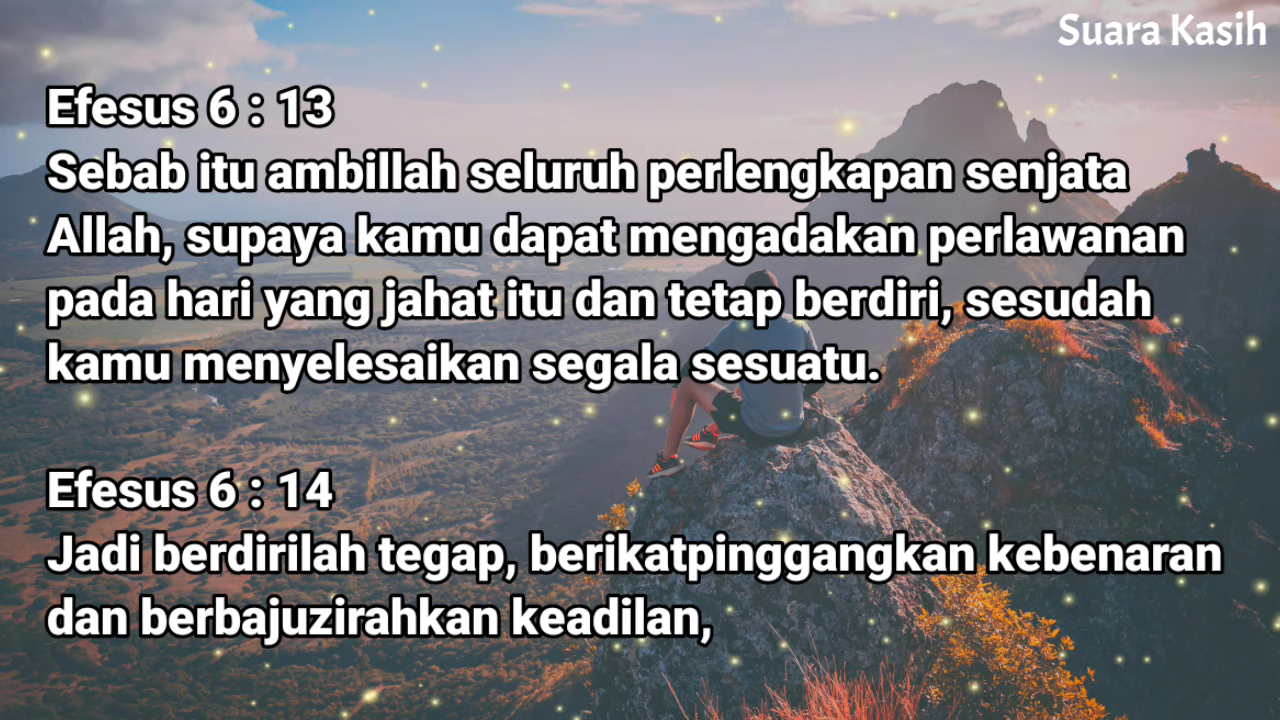 Suara Kasih
Efesus 6 : 13
Sebab itu ambillah seluruh perlengkapan senjata
Allah, supaya kamu dapat mengadakan perlawanan
pada hari yang jahat itu dan tetap berdiri, sesudah
kamu menyelesaikan segala sesuatu.
Efesus 6 : 14
Jadi berdirilah tegap, berikatpinggangkan kebenaran
dan berbajuzirahkan keadilan,